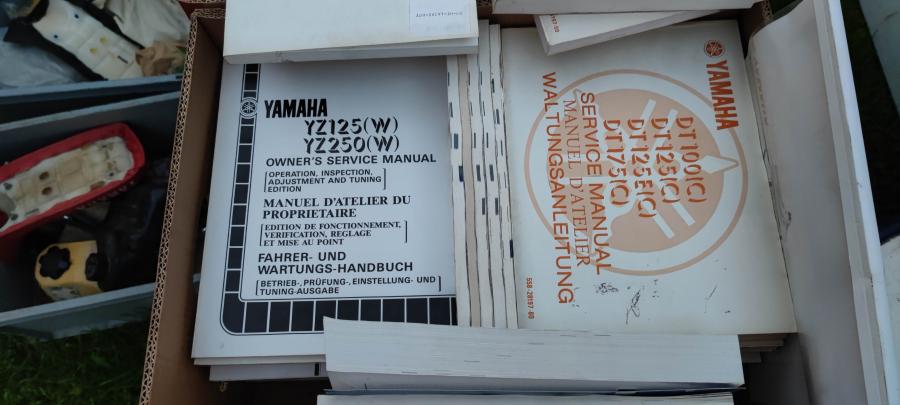 YAMAHA
YZ125(W)
YZ250(W)
OWNER'S SERVICE MANUAL
[OPERATION, INSPECTION,
ADJUSTMENT AND TUNING
EDITION]
MANUEL D'ATELIER DU
PROPRIETAIRE
[EDITION DE FONCTIONNEMENT,
VERIFICATION, REGLAGE
ET MISE AU POINT]
FAHRER- UND
WARTUNGS-HANDBUCH
[BETRIEB-, PRÜFUNG-, EINSTELLUNG- UND
TUNING-AUSGABE]
YAMAHA
DT100(C)
DT125(C)
DT125E(C)
DT175(C)
SERVICE MANUAL
MANUEL D'ATELIER
WALTUNGSANLEITUNG